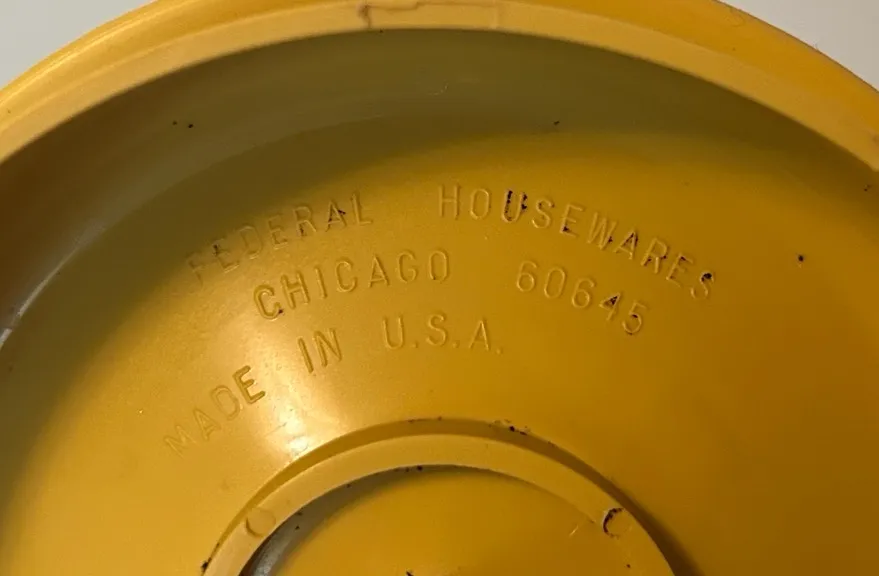 FEDERAL HOUSEWARES
CHICAGO 60645
MADE IN U.S.A.